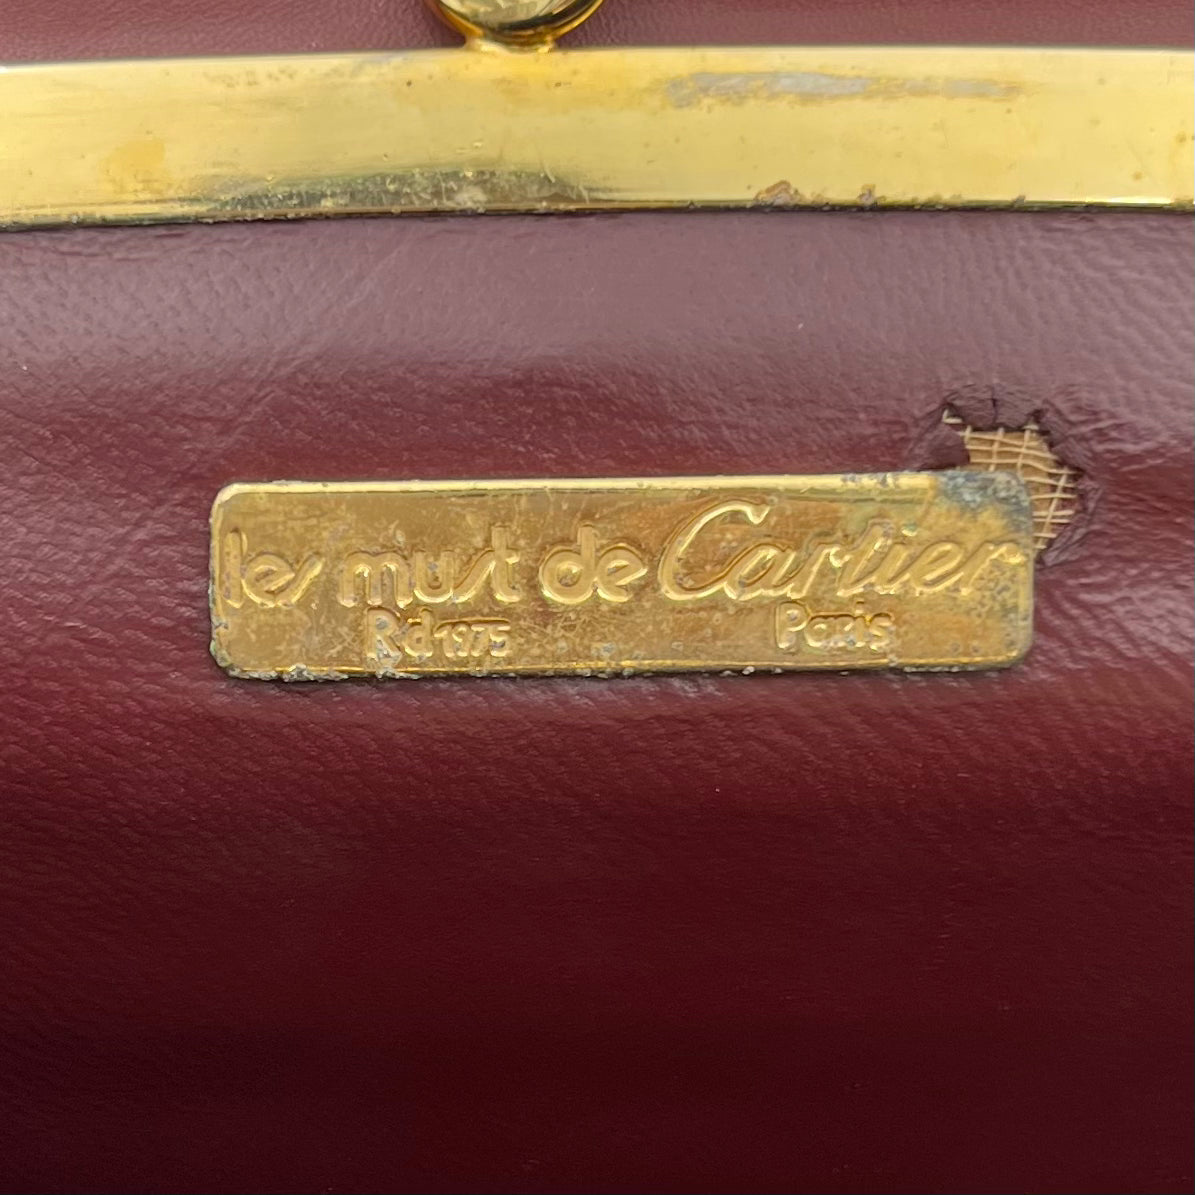 les must de Cartier
Rd 1975 Paris